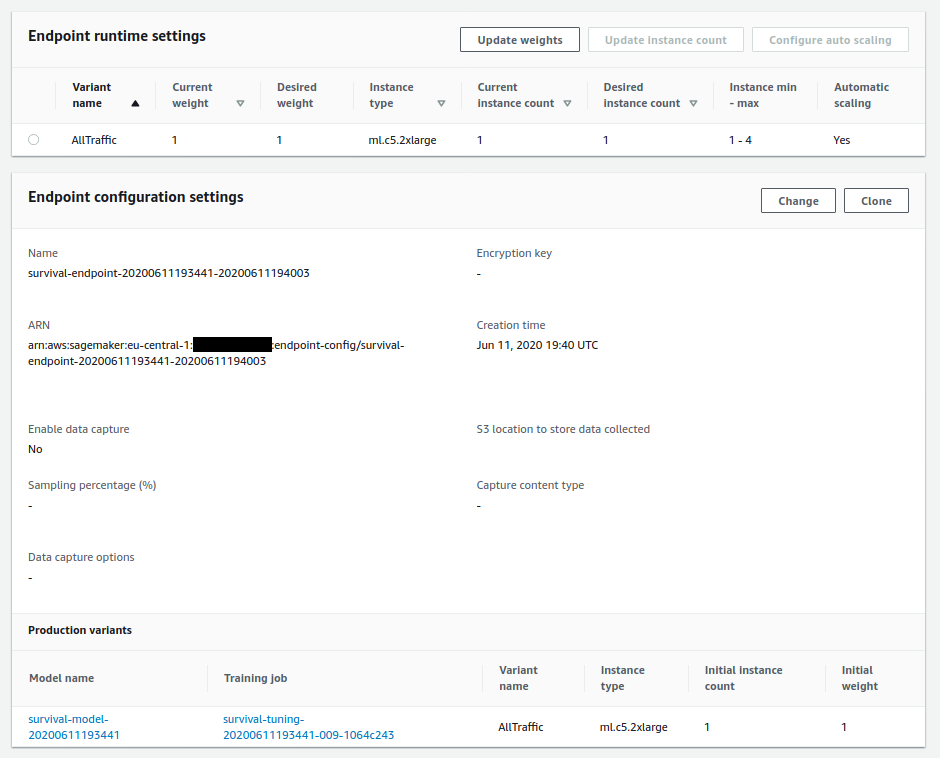 Endpoint runtime settings
Update weights
Update instance count
Configure auto scaling
Variant name
Current weight
Desired weight
Instance type
Current instance count
Desired instance count
Instance min - max
Automatic scaling
AllTraffic
1
1
ml.c5.2xlarge
1
1
1 - 4
Yes
Endpoint configuration settings
Change
Clone
Name
survival-endpoint-20200611193441-20200611194003
Encryption key
-
ARN
arn:aws:sagemaker:eu-central-1: :endpoint-config/survival-
endpoint-20200611193441-20200611194003
Creation time
Jun 11, 2020 19:40 UTC
Enable data capture
No
S3 location to store data collected
Sampling percentage (%)
-
Capture content type
-
Data capture options
-
Production variants
Model name
Training job
Variant name
Instance type
Initial instance count
Initial weight
survival-model-
20200611193441
survival-tuning-
20200611193441-009-1064c243
AllTraffic
ml.c5.2xlarge
1
1